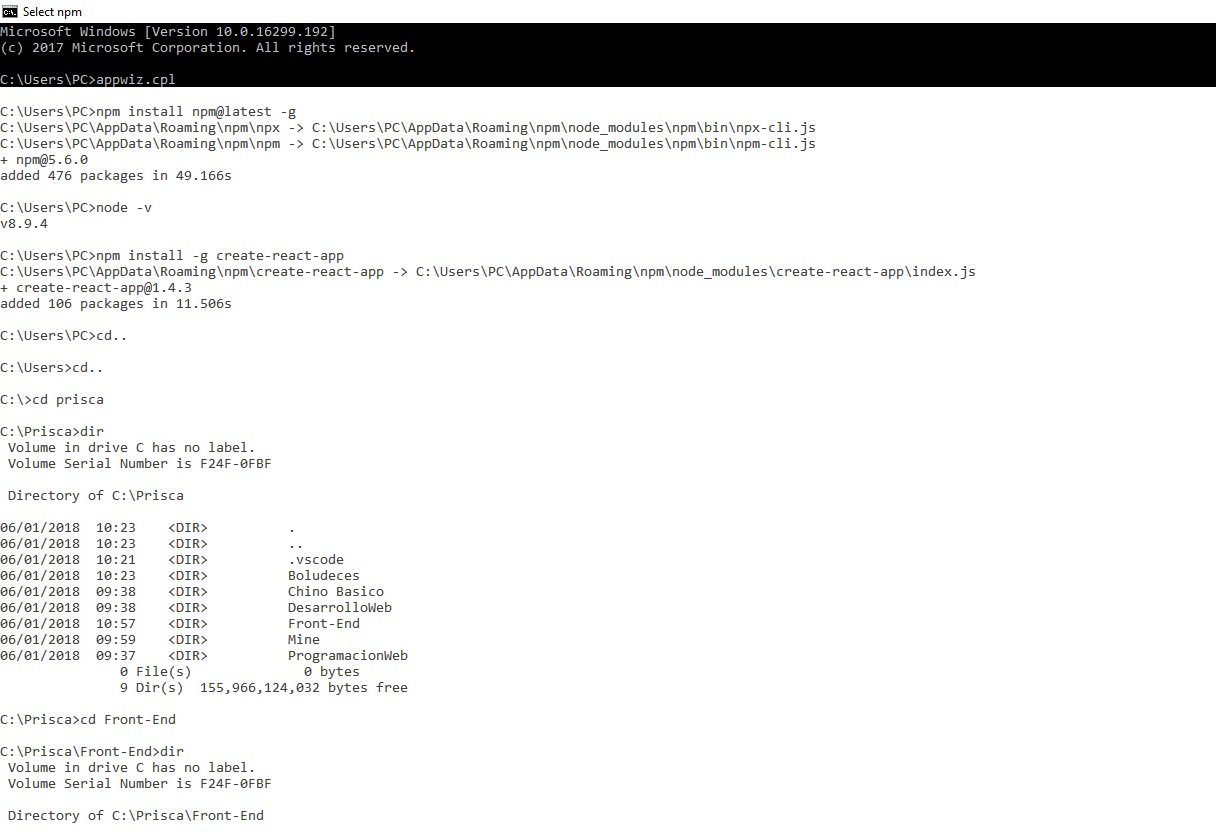 Select npm
Microsoft Windows [Version 10.0.16299.192]
(c) 2017 Microsoft Corporation. All rights reserved.
C:\Users\PC>appwiz.cpl
C:\Users\PC>npm install npm@latest -g
C:\Users\PC\AppData\Roaming\npm\npx -> C:\Users\PC\AppData\Roaming\npm\node_modules\npm\bin\npx-cli.js
C:\Users\PC\AppData\Roaming\npm\npm -> C:\Users\PC\AppData\Roaming\npm\node_modules\npm\bin\npm-cli.js
+ npm@5.6.0
added 476 packages in 49.166s
C:\Users\PC>node -v
v8.9.4
C:\Users\PC>npm install -g create-react-app
C:\Users\PC\AppData\Roaming\npm\create-react-app -> C:\Users\PC\AppData\Roaming\npm\node_modules\create-react-app\index.js
+ create-react-app@1.4.3
added 106 packages in 11.506s
C:\Users\PC>cd..
C:\Users>cd..
C:\>cd prisca
C:\Prisca>dir
Volume in drive C has no label.
Volume Serial Number is F24F-0FBF
Directory of C:\Prisca
06/01/2018  10:23    <DIR>          .
06/01/2018  10:23    <DIR>          ..
06/01/2018  10:21    <DIR>          .vscode
06/01/2018  10:23    <DIR>          Boludeces
06/01/2018  09:38    <DIR>          Chino Basico
06/01/2018  09:38    <DIR>          DesarrolloWeb
06/01/2018  10:57    <DIR>          Front-End
06/01/2018  09:59    <DIR>          Mine
06/01/2018  09:37    <DIR>          ProgramacionWeb
0 File(s)              0 bytes
9 Dir(s)  155,966,124,032 bytes free
C:\Prisca>cd Front-End
C:\Prisca\Front-End>dir
Volume in drive C has no label.
Volume Serial Number is F24F-0FBF
Directory of C:\Prisca\Front-End